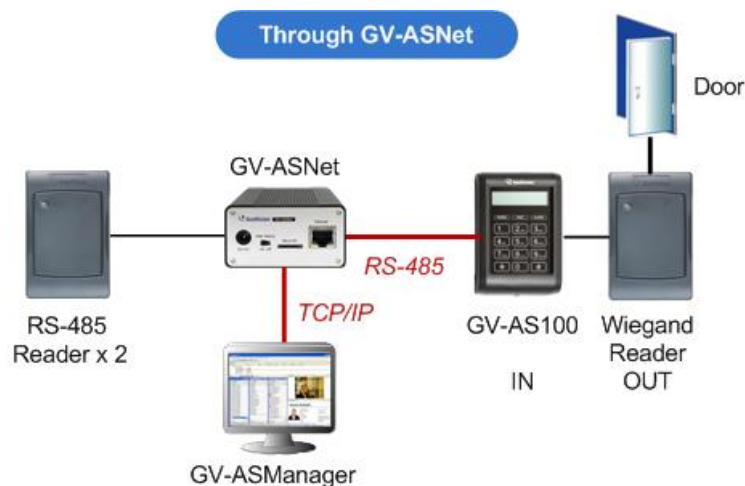 Through GV-ASNet
Door
GV-ASNet
RS-485
TCP/IP
RS-485
Reader x 2
GV-AS100
IN
Wiegand
Reader
OUT
GV-ASManager